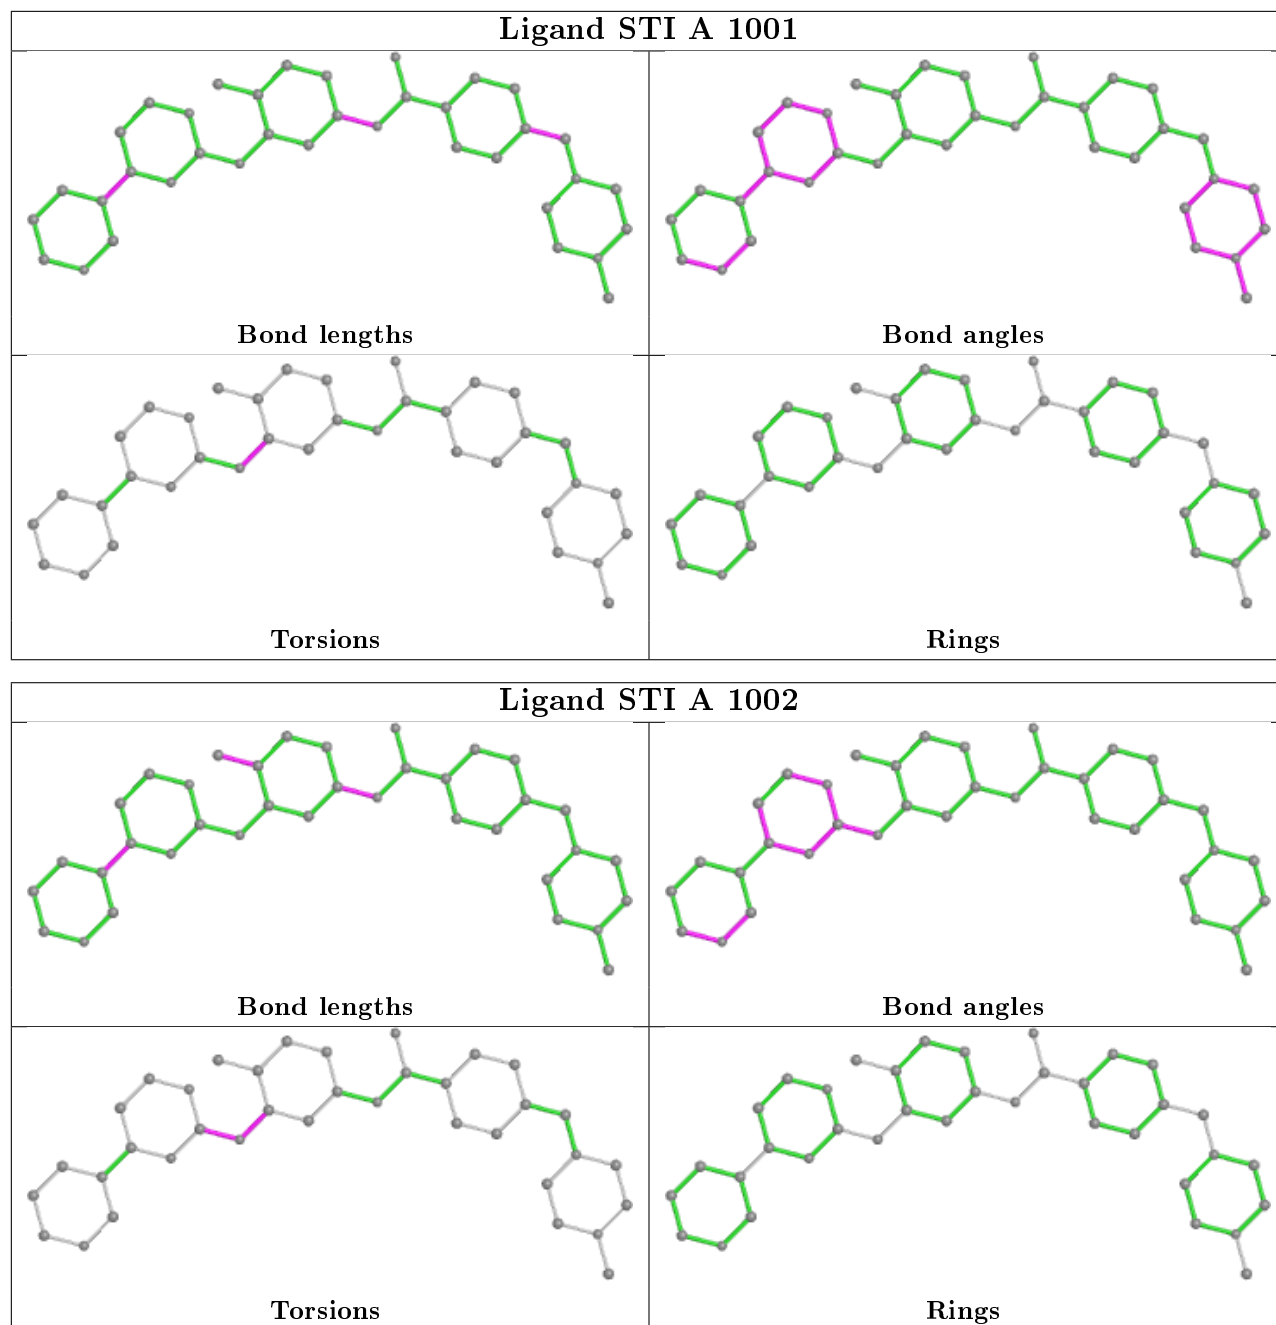 Ligand STI A 1001
Bond lengths
Bond angles
Torsions
Rings
Ligand STI A 1002
Bond lengths
Bond angles
Torsions
Rings